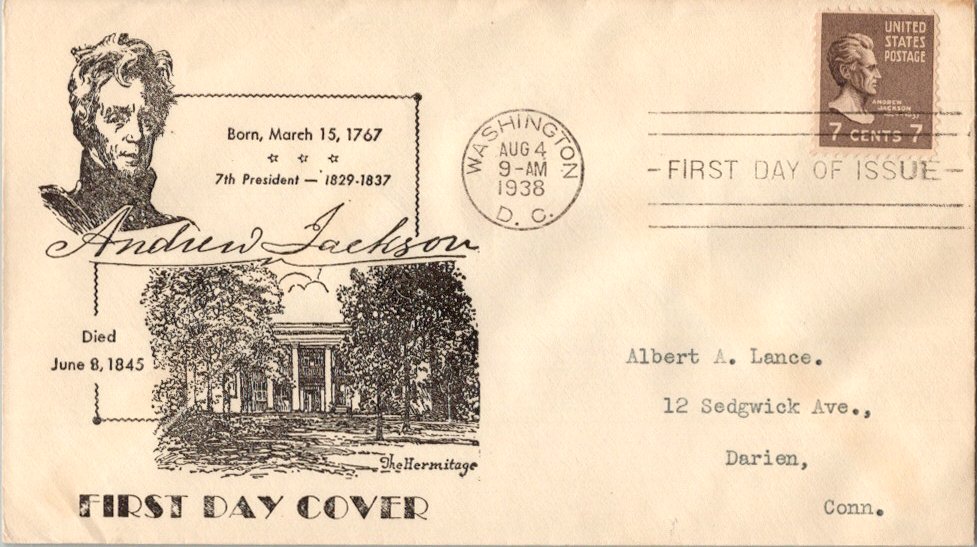 Born, March 15, 1767
☆ ☆ ☆
7th President — 1829-1837
Andrew Jackson
Died
June 8, 1845
The Hermitage
FIRST DAY COVER
WASHINGTON
AUG 4
9-AM
1938
D. C.
UNITED
STATES
POSTAGE
ANDREW
JACKSON
7 CENTS 7
- FIRST DAY OF ISSUE -
Albert A. Lance.
12 Sedgwick Ave.,
Darien,
Conn.